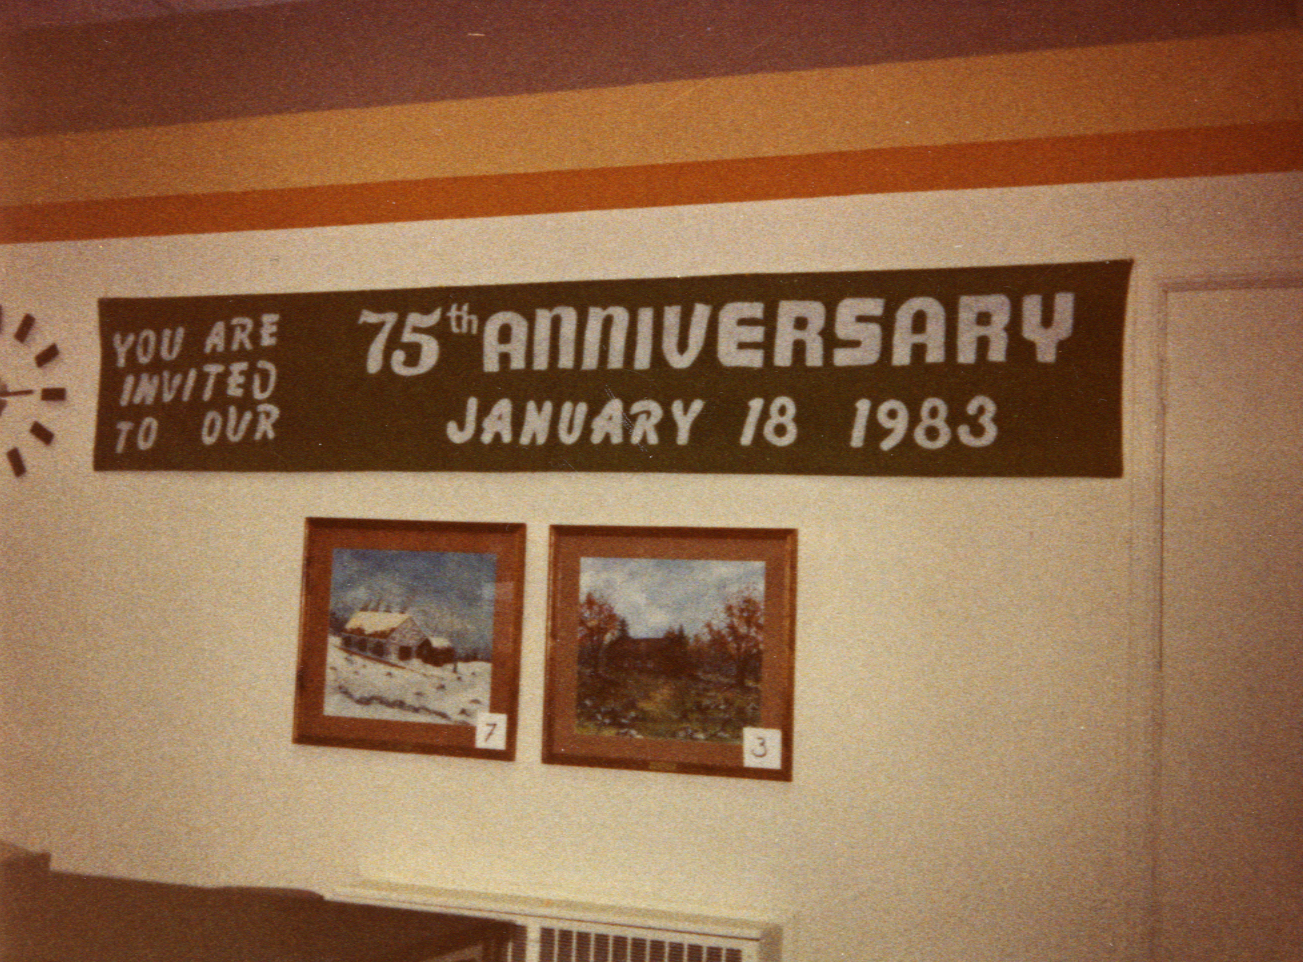 YOU ARE
INVITED
TO OUR
75th ANNIVERSARY
JANUARY 18 1983
7
3